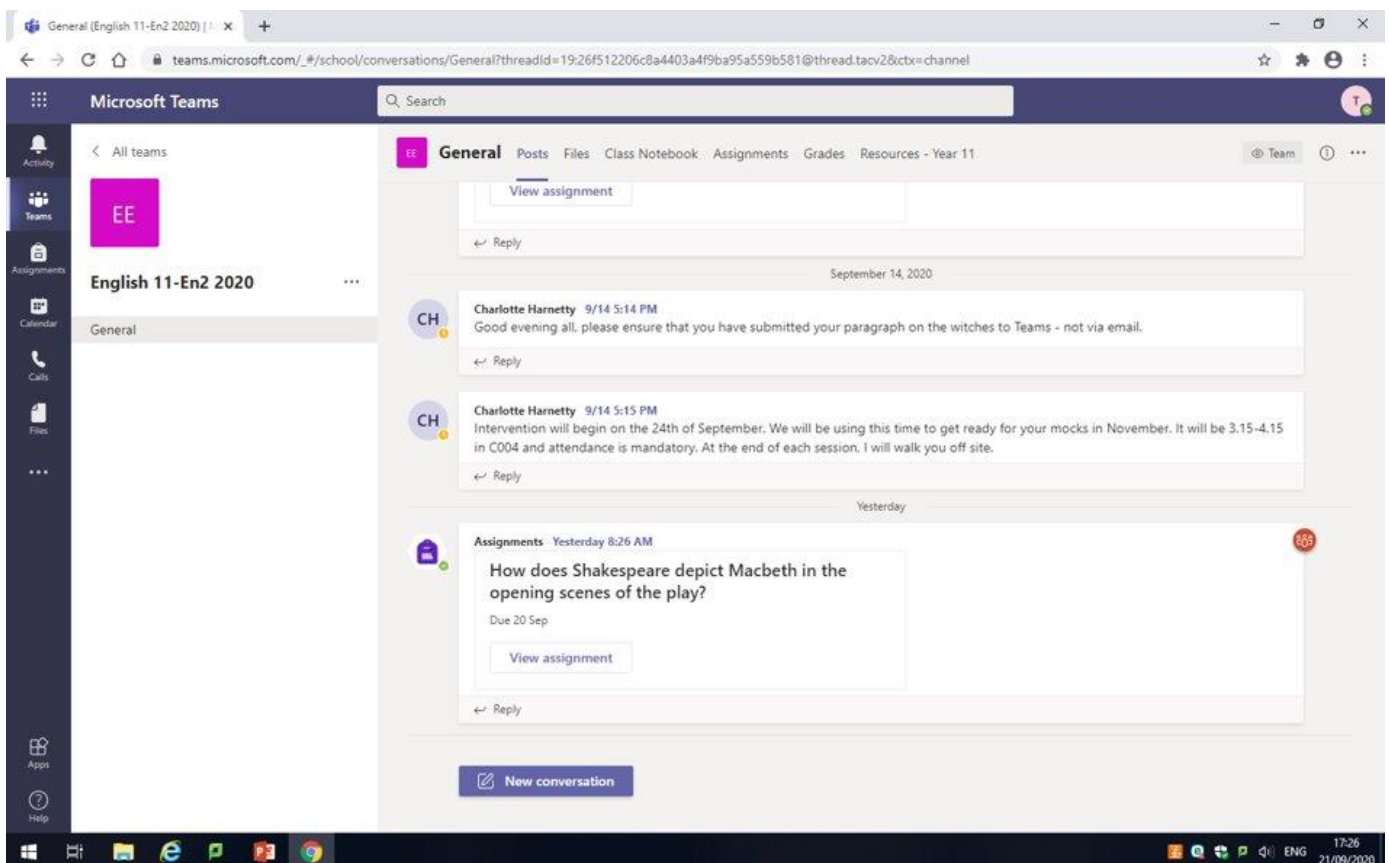 General (English 11-En2 2020) |
teams.microsoft.com/_#/school/conversations/General?threadId=19:26f512206c8a4403a4f9ba95a559b581@thread.tacv2&ctx=channel
Microsoft Teams
Search
T
Activity
Teams
Assignments
Calendar
Calls
Files
Apps
Help
All teams
EE
English 11-En2 2020
General
EE General Posts Files Class Notebook Assignments Grades Resources - Year 11
Team
View assignment
Reply
September 14, 2020
CH
Charlotte Harnetty 9/14 5:14 PM
Good evening all, please ensure that you have submitted your paragraph on the witches to Teams - not via email.
Reply
CH
Charlotte Harnetty 9/14 5:15 PM
Intervention will begin on the 24th of September. We will be using this time to get ready for your mocks in November. It will be 3.15-4.15
in C004 and attendance is mandatory. At the end of each session, I will walk you off site.
Reply
Yesterday
Assignments Yesterday 8:26 AM
How does Shakespeare depict Macbeth in the
opening scenes of the play?
Due 20 Sep
View assignment
Reply
New conversation
ENG
17:26
21/09/2020